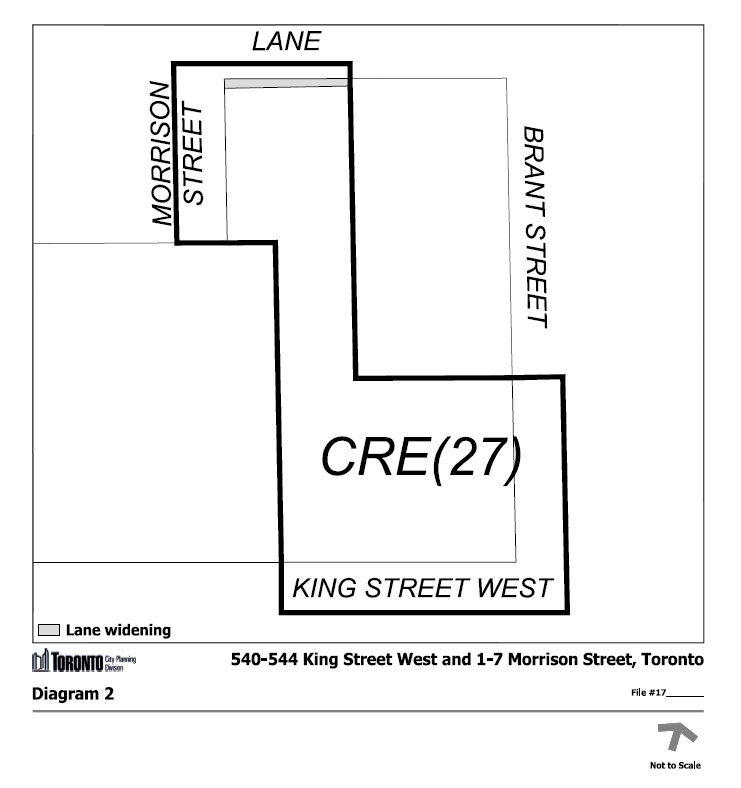 LANE
MORRISON
STREET
BRANT STREET
CRE(27)
KING STREET WEST
Lane widening
TORONTO City Planning
Division
540-544 King Street West and 1-7 Morrison Street, Toronto
Diagram 2
File #17_______
Not to Scale